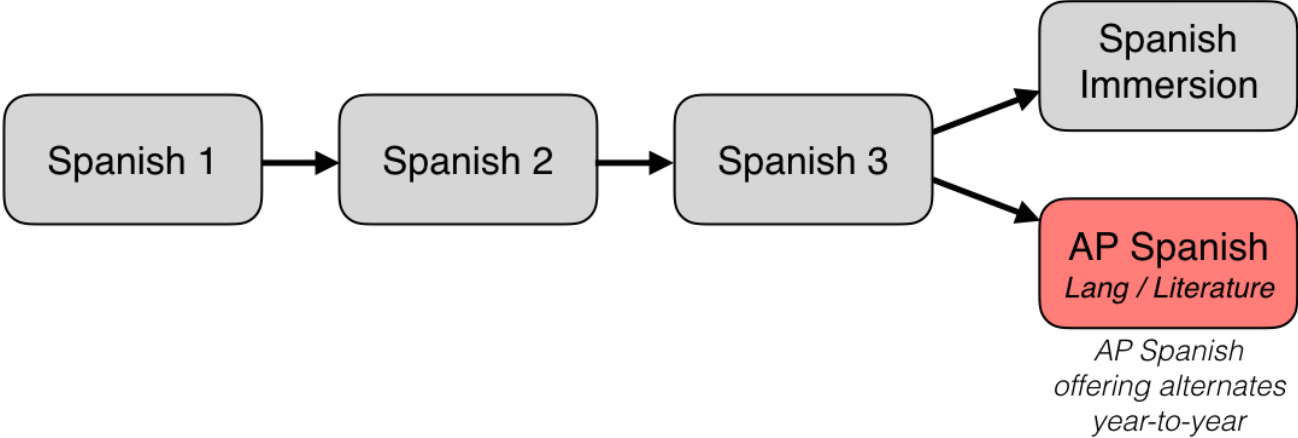 Spanish 1
Spanish 2
Spanish 3
Spanish
Immersion
AP Spanish
Lang / Literature
AP Spanish
offering alternates
year-to-year